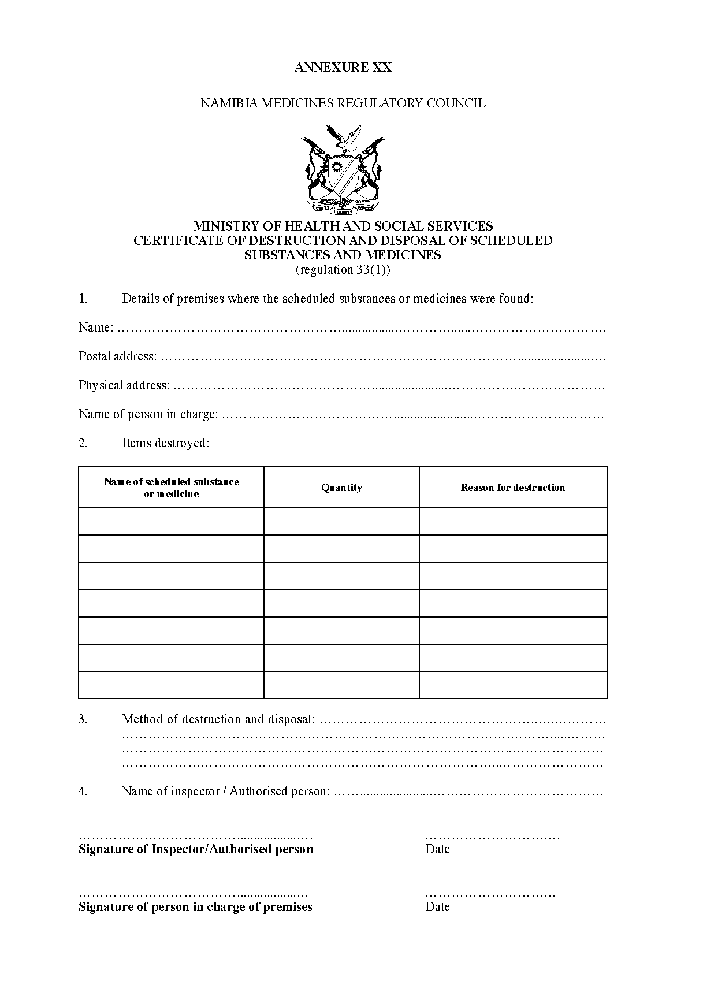 ANNEXURE XX
NAMIBIA MEDICINES REGULATORY COUNCIL
UNITY LIBERTY JUSTICE
MINISTRY OF HEALTH AND SOCIAL SERVICES
CERTIFICATE OF DESTRUCTION AND DISPOSAL OF SCHEDULED
SUBSTANCES AND MEDICINES
(regulation 33(1))
1. Details of premises where the scheduled substances or medicines were found:
Name: ……………………………………………….................…………......………………………….
Postal address: ……………………………………………………………………….......................…
Physical address: ……………………………………….......................………………………………
Name of person in charge: …………………………………........................…………………………
2. Items destroyed:
Name of scheduled substance
or medicine
Quantity
Reason for destruction
3. Method of destruction and disposal: ………………………………………….…..…………
……………………………………………………………………………….……….....………
……………………………………………………………………………..…………………
…………………………………………………………………………..……………………
4. Name of inspector / Authorised person: ……......................…………………………………
………………………………..................…. ………………………….
Signature of Inspector/Authorised person Date
………………………………..................… …………………………
Signature of person in charge of premises Date